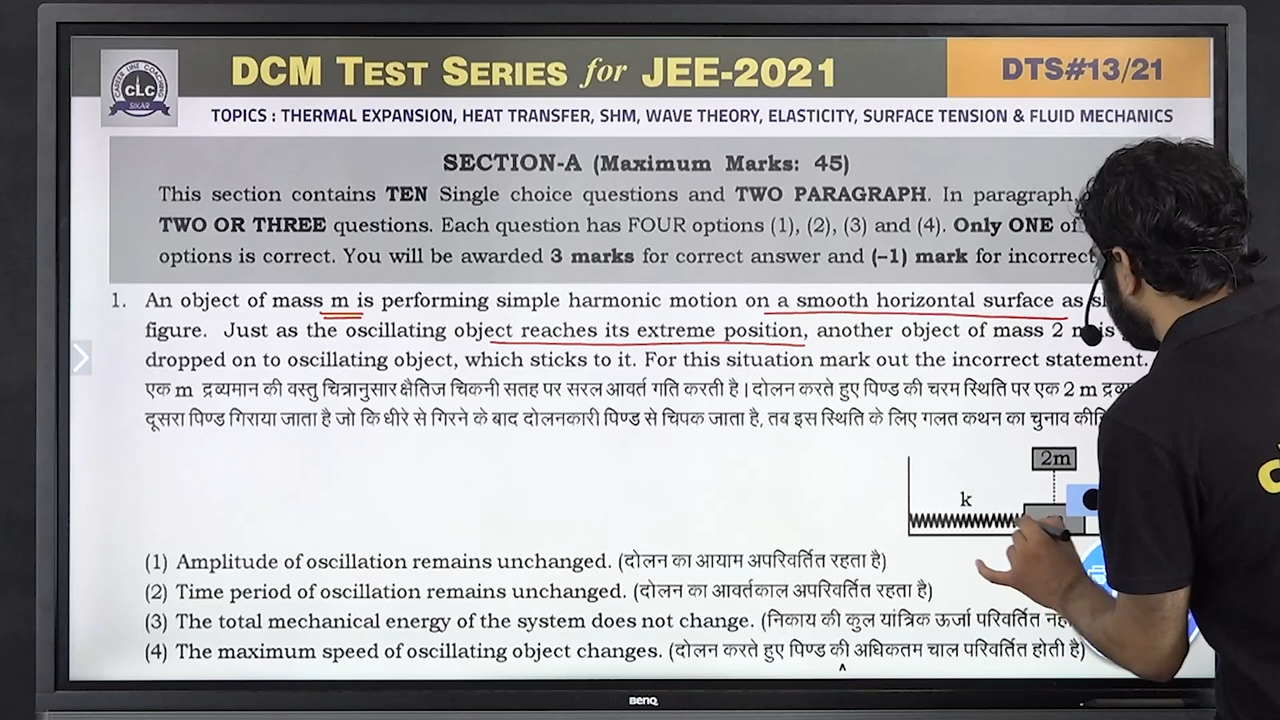 DCM TEST SERIES for JEE-2021
DTS#13/21
CAREER LINE COACHING
CLC
SIKAR
TOPICS : THERMAL EXPANSION, HEAT TRANSFER, SHM, WAVE THEORY, ELASTICITY, SURFACE TENSION & FLUID MECHANICS
SECTION-A (Maximum Marks: 45)
This section contains TEN Single choice questions and TWO PARAGRAPH. In paragraph,
TWO OR THREE questions. Each question has FOUR options (1), (2), (3) and (4). Only ONE of
options is correct. You will be awarded 3 marks for correct answer and (–1) mark for incorrect
1. An object of mass m is performing simple harmonic motion on a smooth horizontal surface as
figure. Just as the oscillating object reaches its extreme position, another object of mass 2 m is
dropped on to oscillating object, which sticks to it. For this situation mark out the incorrect statement.
एक m द्रव्यमान की वस्तु चित्रानुसार क्षैतिज चिकनी सतह पर सरल आवर्त गति करती है। दोलन करते हुए पिण्ड की चरम स्थिति पर एक 2 m
दूसरा पिण्ड गिराया जाता है जो कि धीरे से गिरने के बाद दोलनकारी पिण्ड से चिपक जाता है, तब इस स्थिति के लिए गलत कथन का चुनाव
2m
k
(1) Amplitude of oscillation remains unchanged. (दोलन का आयाम अपरिवर्तित रहता है)
(2) Time period of oscillation remains unchanged. (दोलन का आवर्तकाल अपरिवर्तित रहता है)
(3) The total mechanical energy of the system does not change. (निकाय की कुल यांत्रिक ऊर्जा परिवर्तित
(4) The maximum speed of oscillating object changes. (दोलन करते हुए पिण्ड की अधिकतम चाल परिवर्तित होती है)
BENQ